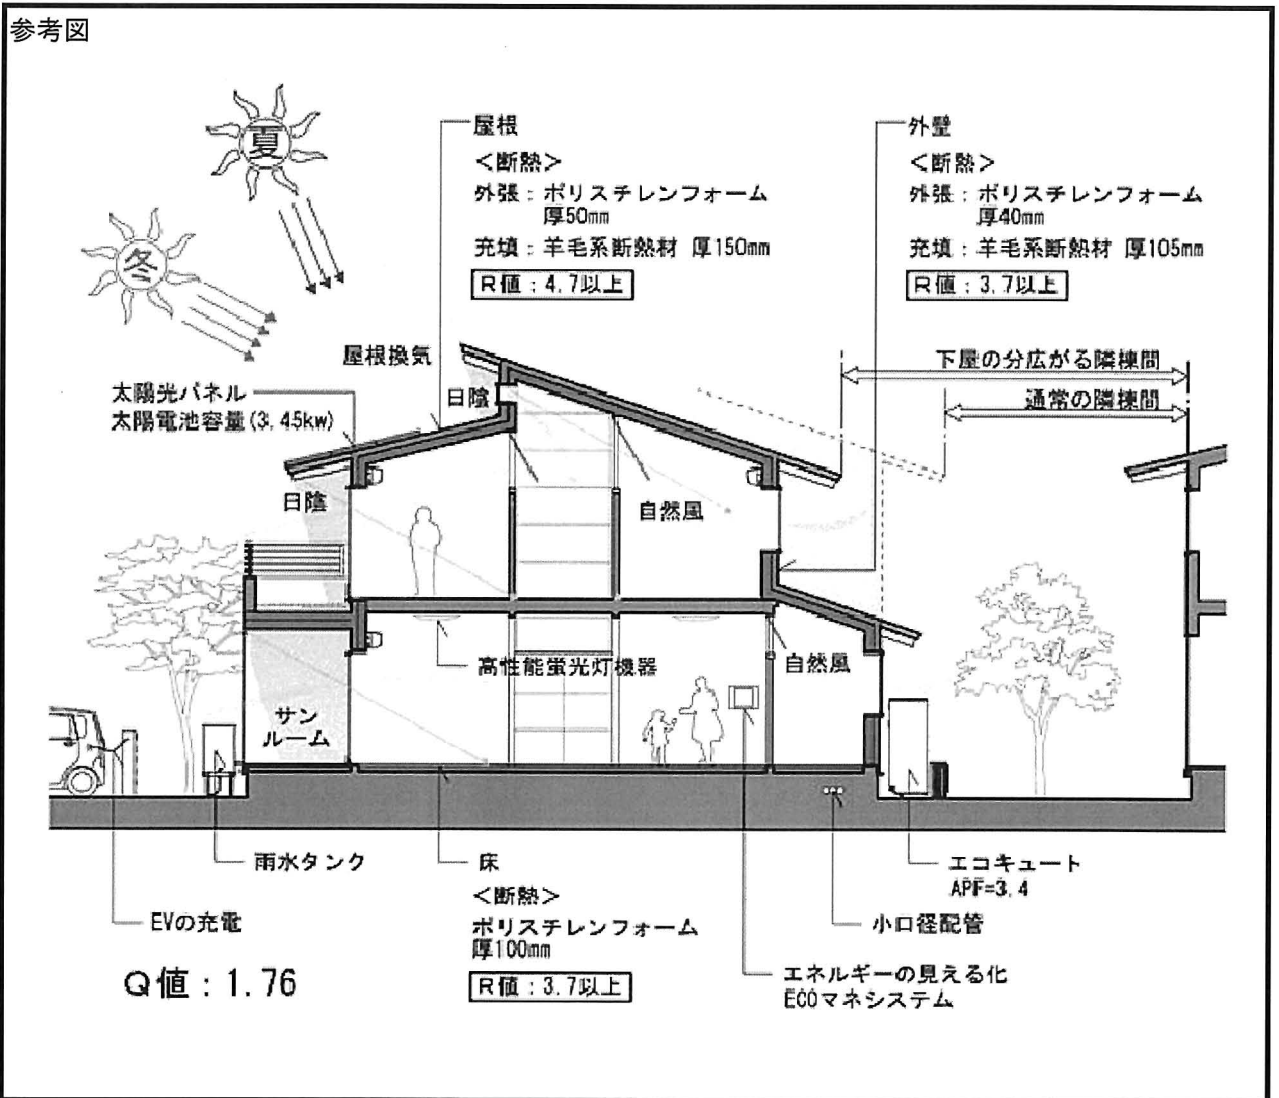 参考図
夏
冬
屋根
＜断熱＞
外張：ポリスチレンフォーム
厚50mm
充填：羊毛系断熱材 厚150mm
R値：4.7以上
外壁
＜断熱＞
外張：ポリスチレンフォーム
厚40mm
充填：羊毛系断熱材 厚105mm
R値：3.7以上
屋根換気
日陰
太陽光パネル
太陽電池容量(3.45kw)
下屋の分広がる隣棟間
通常の隣棟間
日陰
自然風
高性能蛍光灯機器
自然風
サン
ルーム
雨水タンク
EVの充電
床
＜断熱＞
ポリスチレンフォーム
厚100mm
R値：3.7以上
エコキュート
APF=3.4
小口径配管
エネルギーの見える化
ECOマネシステム
Q値：1.76